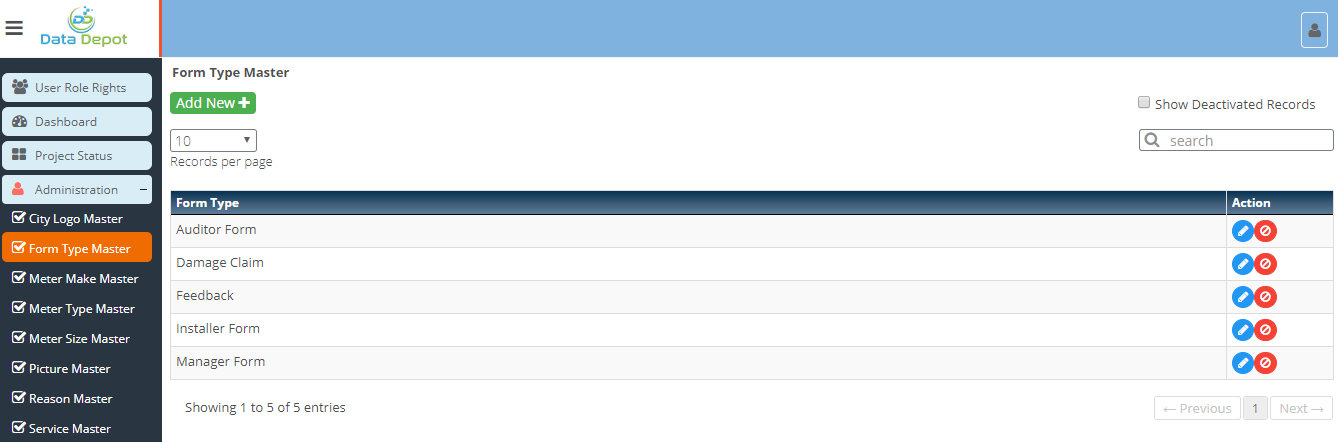 Data Depot
User Role Rights
Dashboard
Project Status
Administration
City Logo Master
Form Type Master
Meter Make Master
Meter Type Master
Meter Size Master
Picture Master
Reason Master
Service Master
Form Type Master
Add New
Show Deactivated Records
10
search
Records per page
Form Type Action
Auditor Form
Damage Claim
Feedback
Installer Form
Manager Form
Showing 1 to 5 of 5 entries
← Previous 1 Next →